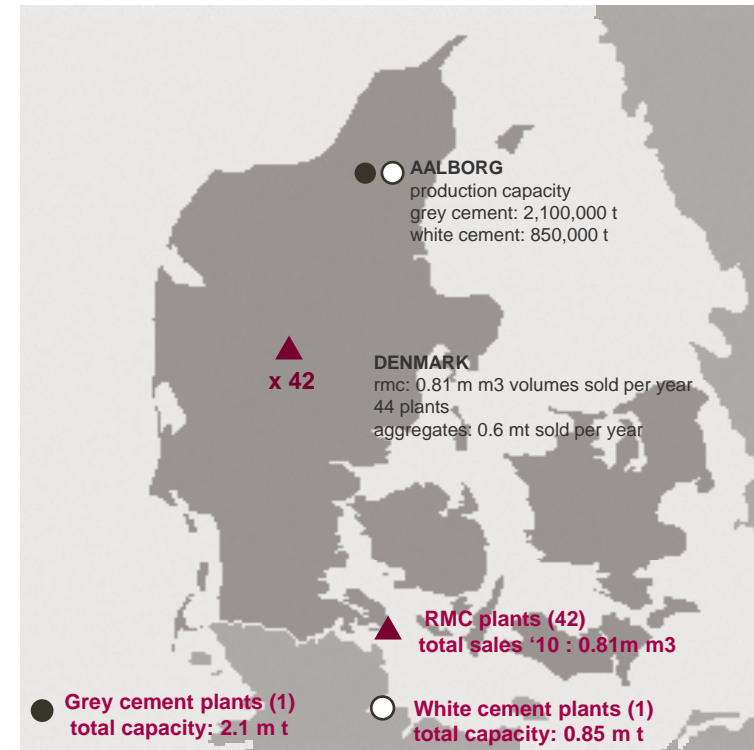 AALBORG
production capacity
grey cement: 2,100,000 t
white cement: 850,000 t
x 42
DENMARK
rmc: 0.81 m m3 volumes sold per year
44 plants
aggregates: 0.6 mt sold per year
RMC plants (42)
total sales ‘10 : 0.81m m3
Grey cement plants (1)
total capacity: 2.1 m t
White cement plants (1)
total capacity: 0.85 m t